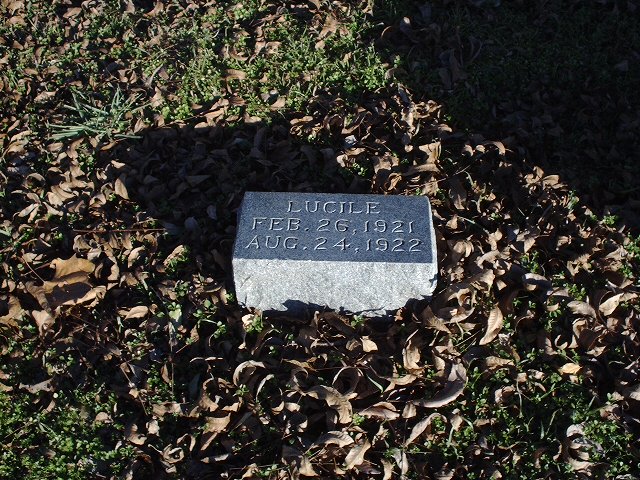 LUCILE
FEB. 26, 1921
AUG. 24, 1922